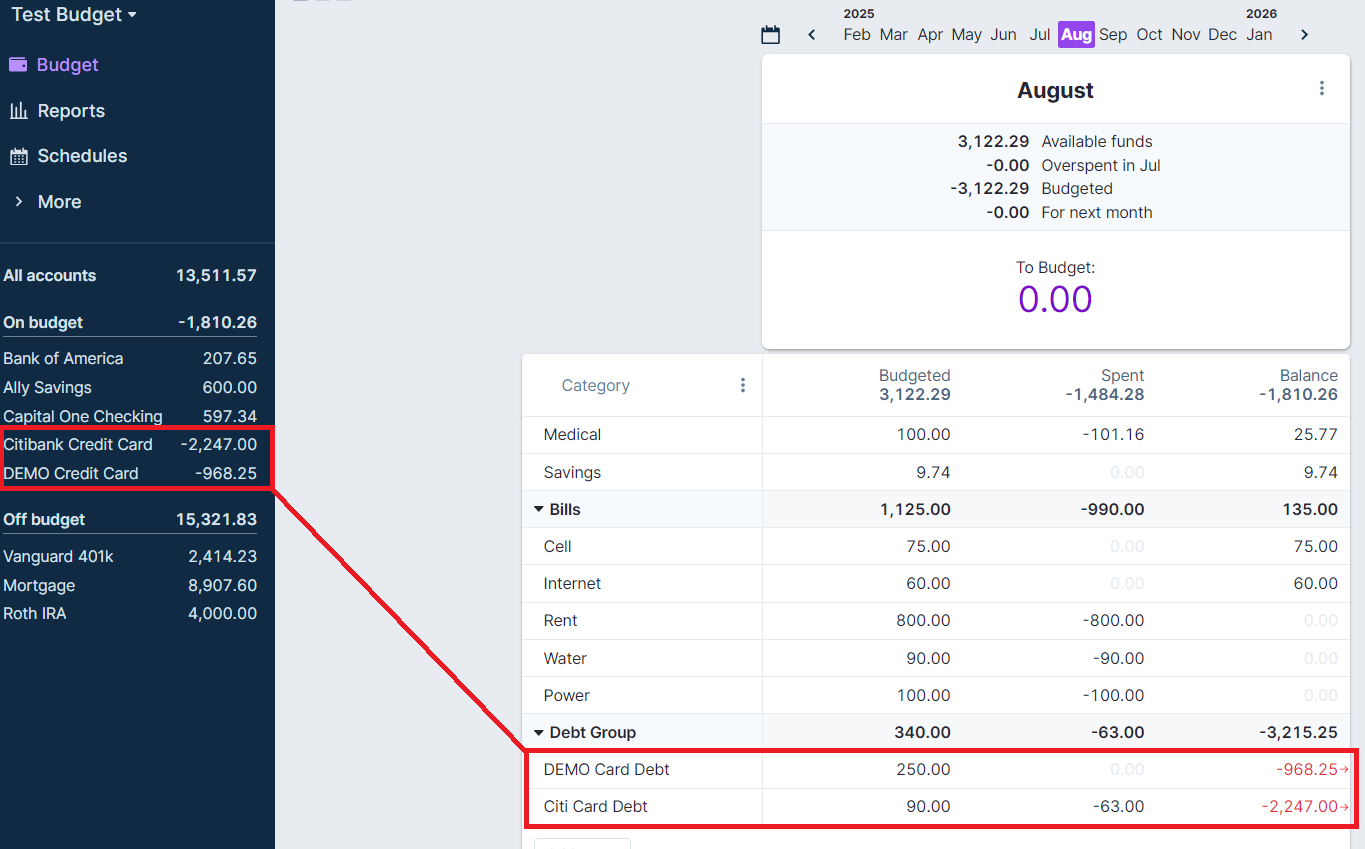 Test Budget
Budget
Reports
Schedules
More
All accounts 13,511.57
On budget -1,810.26
Bank of America 207.65
Ally Savings 600.00
Capital One Checking 597.34
Citibank Credit Card -2,247.00
DEMO Credit Card -968.25
Off budget 15,321.83
Vanguard 401k 2,414.23
Mortgage 8,907.60
Roth IRA 4,000.00
2025 2026
Feb Mar Apr May Jun Jul Aug Sep Oct Nov Dec Jan
August
3,122.29 Available funds
-0.00 Overspent in Jul
-3,122.29 Budgeted
-0.00 For next month
To Budget:
0.00
Category Budgeted Spent Balance
3,122.29 -1,484.28 -1,810.26
Medical 100.00 -101.16 25.77
Savings 9.74 0.00 9.74
Bills 1,125.00 -990.00 135.00
Cell 75.00 0.00 75.00
Internet 60.00 0.00 60.00
Rent 800.00 -800.00 0.00
Water 90.00 -90.00 0.00
Power 100.00 -100.00 0.00
Debt Group 340.00 -63.00 -3,215.25
DEMO Card Debt 250.00 0.00 -968.25→
Citi Card Debt 90.00 -63.00 -2,247.00→